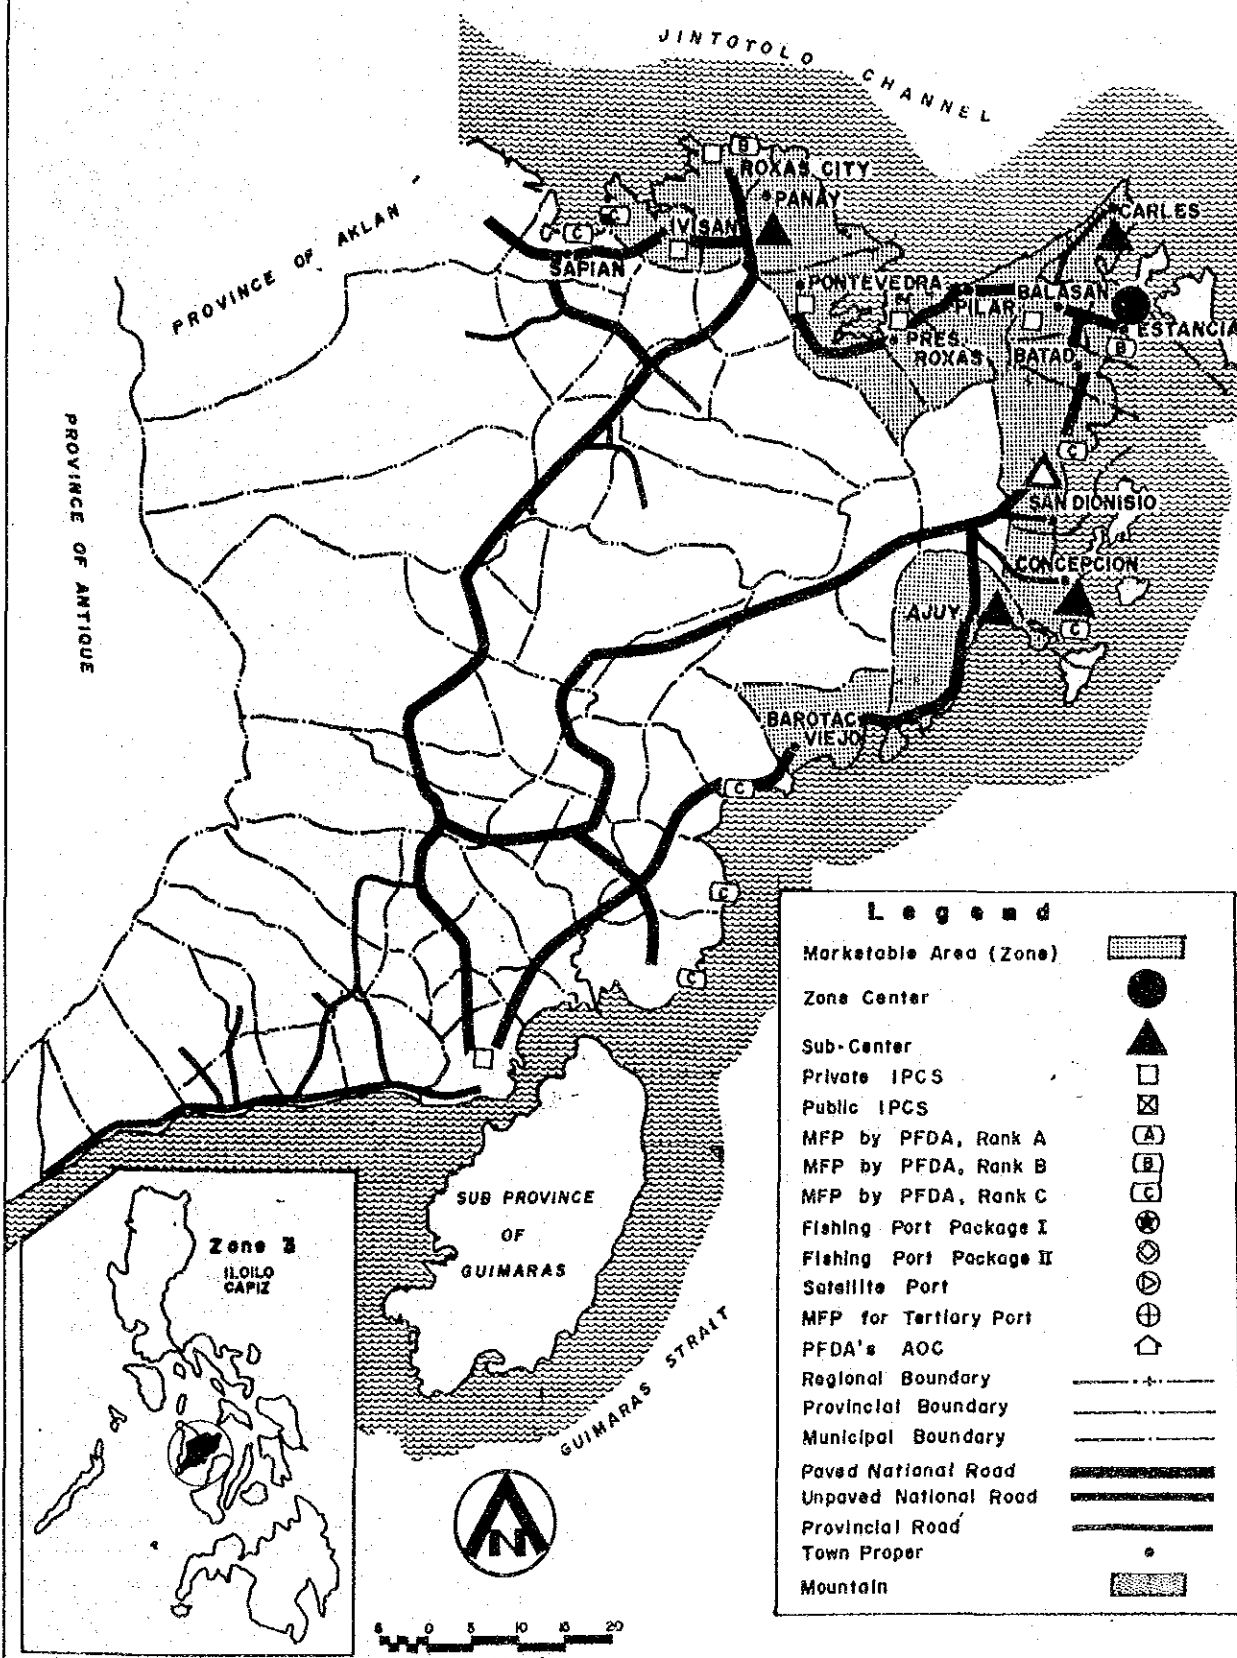 JINTOTOLO CHANNEL
B
ROXAS CITY
PANAY
CARLES
PROVINCE OF AKLAN
C
C
IVISAN
SAPIAN
PONTEVEDRA
PILAR
BALASAN
ESTANCIA
PRES.
ROXAS
BATAD
B
C
PROVINCE OF ANTIQUE
SAN DIONISIO
CONCEPCION
AJUY
C
BAROTAC
VIEJO
C
C
C
SUB PROVINCE
OF
GUIMARAS
GUIMARAS STRAIT
Zone 3
ILOILO
CAPIZ
N
5 0 5 10 15 20
Legend
Marketable Area (Zone)
Zone Center
Sub-Center
Private IPCS
Public IPCS
MFP by PFDA, Rank A (A)
MFP by PFDA, Rank B (B)
MFP by PFDA, Rank C (C)
Fishing Port Package I
Fishing Port Package II
Satellite Port
MFP for Tertiary Port
PFDA's AOC
Regional Boundary
Provincial Boundary
Municipal Boundary
Paved National Road
Unpaved National Road
Provincial Road
Town Proper
Mountain